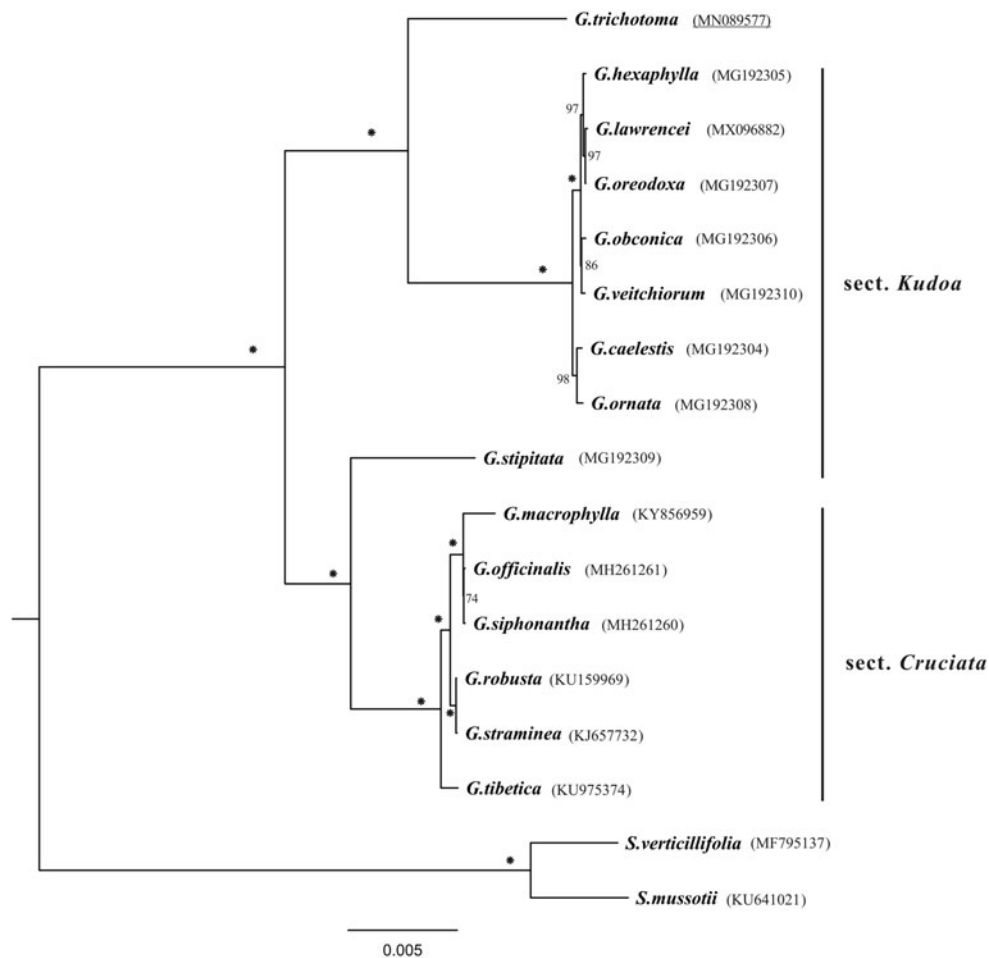 G.trichotoma (MN089577)
G.hexaphylla (MG192305)
97
G.lawrencei (MX096882)
97
G.oreodoxa (MG192307)
*
G.obconica (MG192306)
86
*
sect. Kudoa
G.veitchiorum (MG192310)
G.caelestis (MG192304)
98
G.ornata (MG192308)
*
*
G.stipitata (MG192309)
G.macrophylla (KY856959)
*
G.officinalis (MH261261)
*
74
G.siphonantha (MH261260)
*
sect. Cruciata
G.robusta (KU159969)
*
*
G.straminea (KJ657732)
G.tibetica (KU975374)
S.verticillifolia (MF795137)
*
S.mussotii (KU641021)
0.005